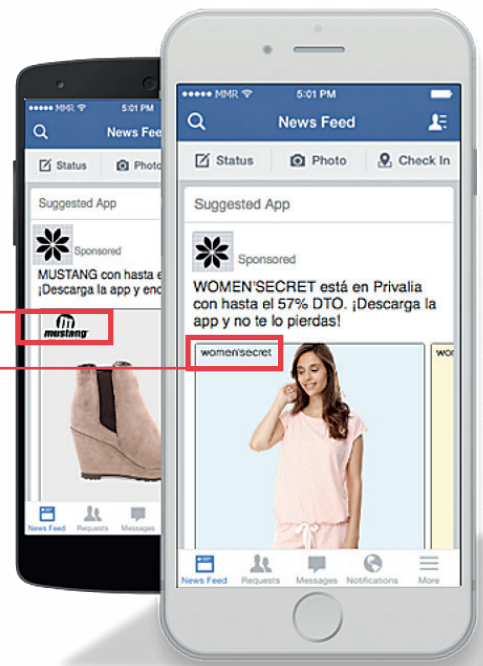 MMR 5:01 PM
News Fee
Status Photo
Suggested App
Sponsored
MUSTANG con hasta e
¡Descarga la app y enc
mustang
News Feed Requests Messages
MMR 5:01 PM
News Feed
Status Photo Check In
Suggested App
Sponsored
WOMEN'SECRET está en Privalia
con hasta el 57% DTO. ¡Descarga la
app y no te lo pierdas!
women'secret
wor
News Feed Requests Messages Notifications More